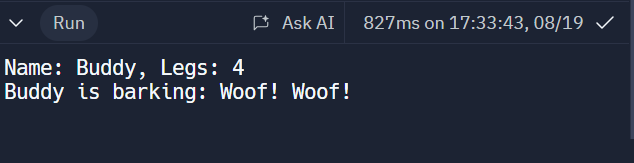 Run Ask AI 827ms on 17:33:43, 08/19
Name: Buddy, Legs: 4
Buddy is barking: Woof! Woof!